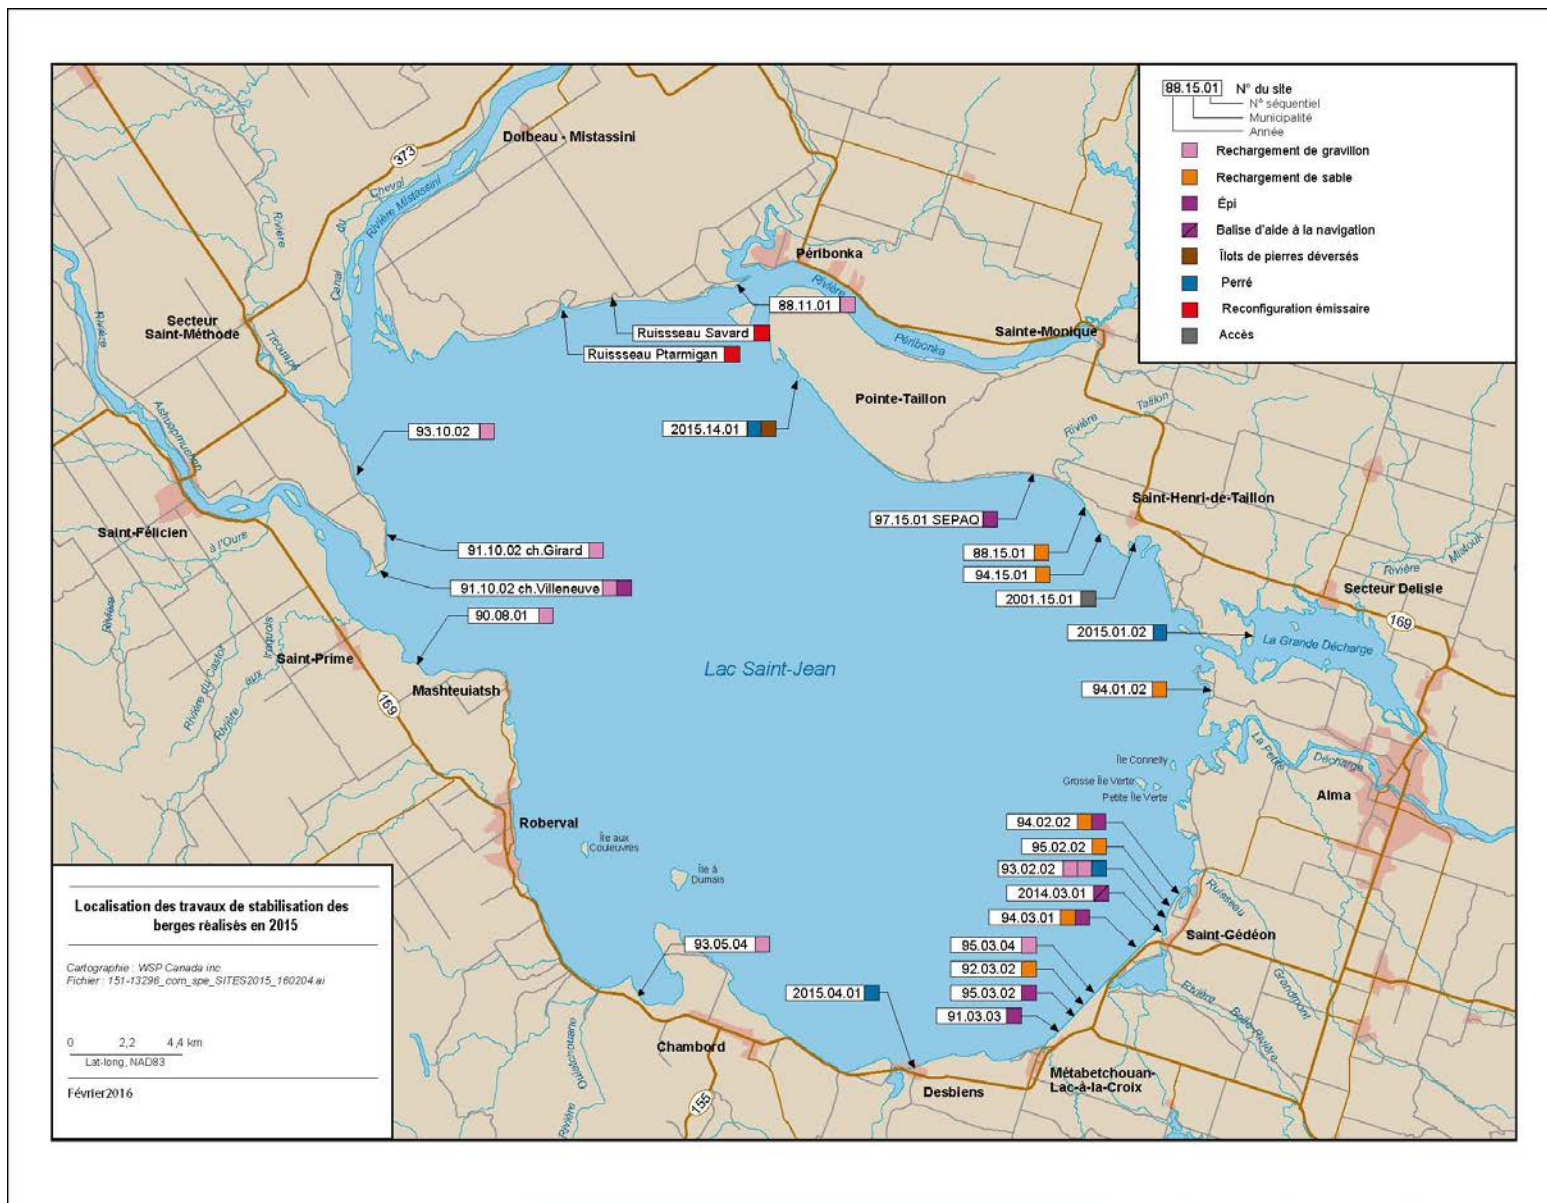 88.15.01 N° du site
N° séquentiel
Municipalité
Année
Rechargement de gravillon
Rechargement de sable
Épi
Balise d'aide à la navigation
Îlots de pierres déversés
Perré
Reconfiguration émissaire
Accès
Dolbeau - Mistassini
373
Canal du Cheval
Rivière Mistassini
Rivière
Ticouapé
Secteur
Saint-Méthode
Rivière
Ashuapmuchan
Péribonka
Rivière
Péribonka
Sainte-Monique
88.11.01
Ruissseau Savard
Ruissseau Ptarmigan
Pointe-Taillon
Rivière Taillon
93.10.02
2015.14.01
Saint-Henri-de-Taillon
Saint-Félicien
à l'Ours
Rivière
97.15.01 SEPAQ
91.10.02 ch.Girard
88.15.01
94.15.01
91.10.02 ch.Villeneuve
2001.15.01
Rivière Mistouk
Secteur Delisle
169
90.08.01
2015.01.02
La Grande Décharge
Saint-Prime
Rivière du Castor
Rivière aux Iroquois
Mashteuiatsh
169
Lac Saint-Jean
94.01.02
La Petite Décharge
Île Connelly
Grosse Île Verte
Petite Île Verte
Alma
Roberval
Île aux
Couleuvres
Île à
Dumais
94.02.02
95.02.02
93.02.02
2014.03.01
94.03.01
Ruisseau
Grandmont
Saint-Gédéon
93.05.04
95.03.04
92.03.02
95.03.02
91.03.03
2015.04.01
Rivière
Belle-Rivière
Chambord
155
Rivière Ouiatchouane
Desbiens
Métabetchouan-
Lac-à-la-Croix
Localisation des travaux de stabilisation des
berges réalisés en 2015
Cartographie : WSP Canada inc.
Fichier : 151-13296_com_spe_SITES2015_160204.ai
0 2,2 4,4 km
Lat-long, NAD83
Février2016